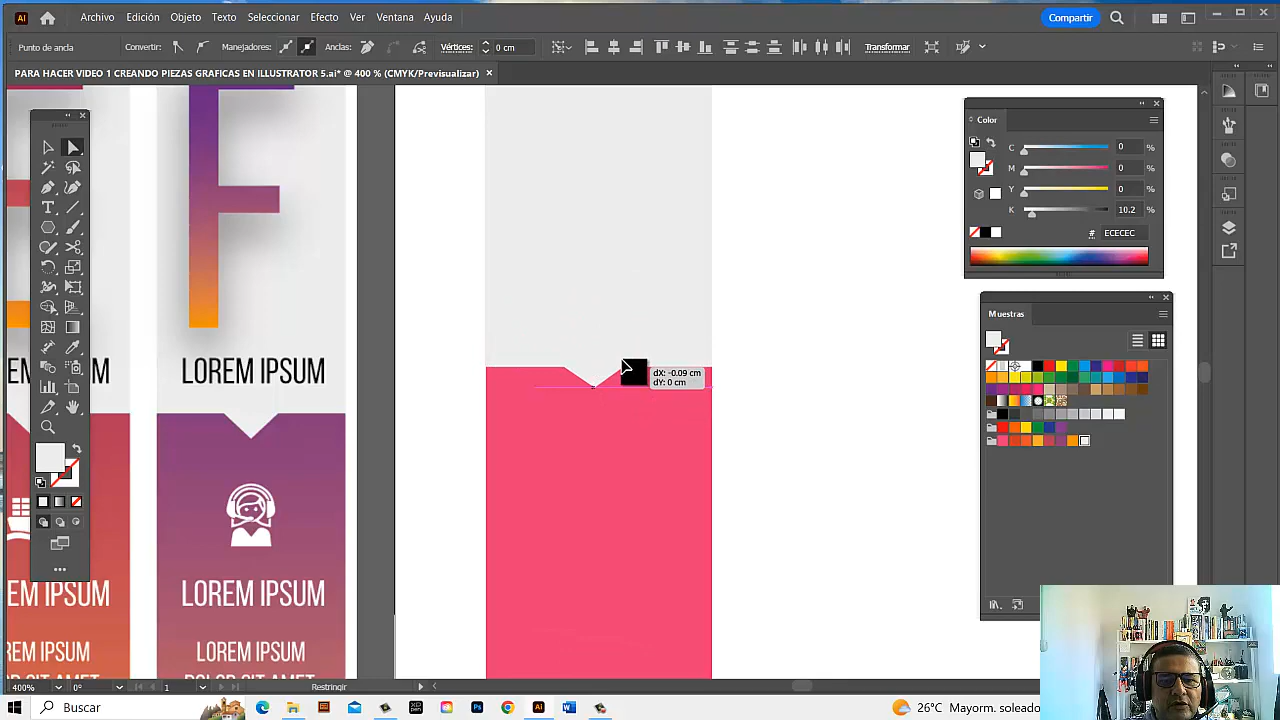 Archivo Edición Objeto Texto Seleccionar Efecto Ver Ventana Ayuda Compartir
Punto de ancla Convertir: Manejadores: Anclas: Vértices: 0 cm Transformar
PARA HACER VIDEO 1 CREANDO PIEZAS GRAFICAS EN ILLUSTRATOR 5.ai* @ 400 % (CMYK/Previsualizar)
Color
C 0 %
M 0 %
Y 0 %
K 10.2 %
# ECECEC
Muestras
F
LOREM IPSUM
dX: -0.09 cm
dY: 0 cm
LOREM IPSUM
LOREM IPSUM
LOREM IPSUM
400% 0° 1 Restringir
Buscar
26°C Mayorm. soleado